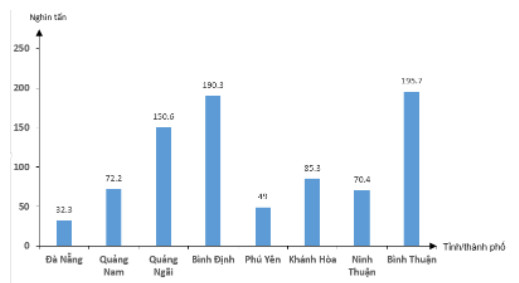 Nghìn tấn
250
200
150
100
50
0
32.3
72.2
150.6
190.3
49
85.3
70.4
195.7
Đà Nẵng
Quảng Nam
Quảng Ngãi
Bình Định
Phú Yên
Khánh Hòa
Ninh Thuận
Bình Thuận
Tỉnh/thành phố